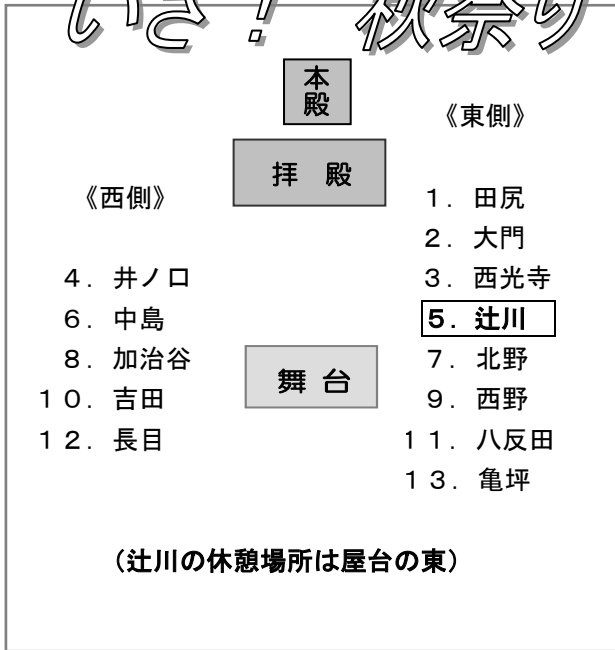 いざ！ 秋祭り
本殿
《東側》
拝 殿
《西側》
１．田尻
２．大門
４．井ノ口
３．西光寺
６．中島
５．辻川
８．加治谷
７．北野
舞 台
１０．吉田
９．西野
１２．長目
１１．八反田
１３．亀坪
（辻川の休憩場所は屋台の東）